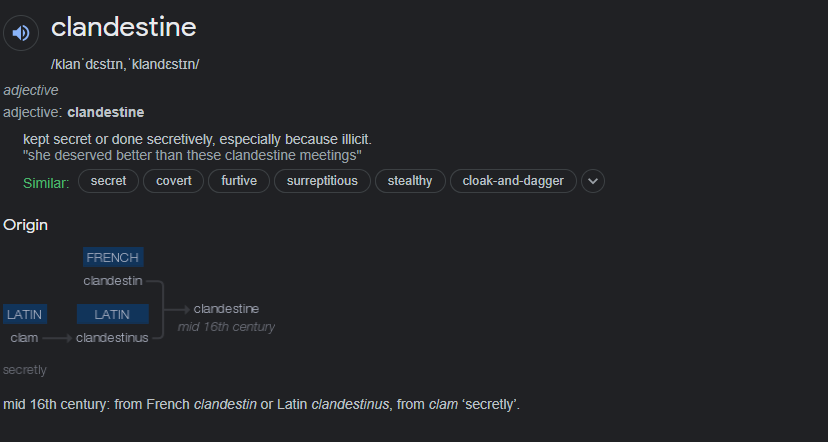 clandestine
/klanˈdɛstɪn,ˈklandɛstɪn/
adjective
adjective: clandestine
kept secret or done secretively, especially because illicit.
"she deserved better than these clandestine meetings"
Similar: secret covert furtive surreptitious stealthy cloak-and-dagger
Origin
FRENCH
clandestin
LATIN LATIN clandestine
mid 16th century
clam clandestinus
secretly
mid 16th century: from French clandestin or Latin clandestinus, from clam ‘secretly’.